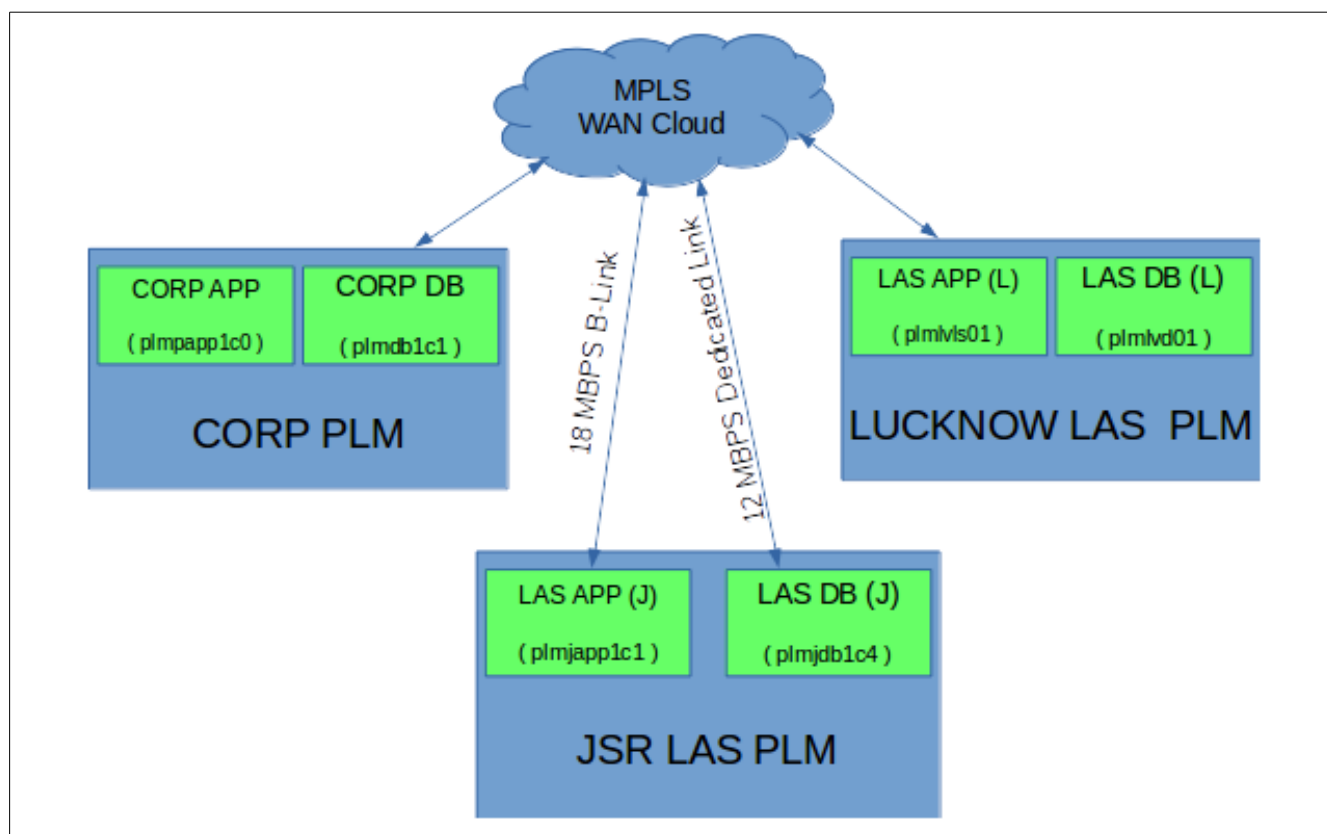 MPLS
WAN Cloud
CORP APP
( plmpapp1c0 )
CORP DB
( plmdb1c1 )
CORP PLM
18 MBPS B-Link
12 MBPS Dedicated Link
LAS APP (L)
( plmlvls01 )
LAS DB (L)
( plmlvd01 )
LUCKNOW LAS PLM
LAS APP (J)
( plmjapp1c1 )
LAS DB (J)
( plmjdb1c4 )
JSR LAS PLM